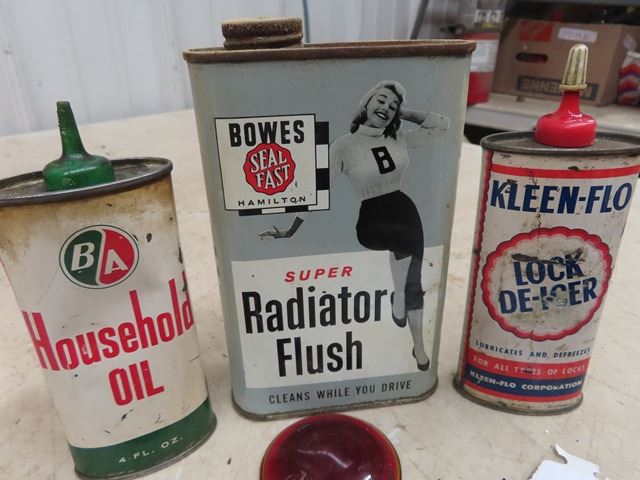 BA
Household
OIL
4 FL. OZ.
BOWES
SEAL
FAST
HAMILTON
B
SUPER
Radiator
Flush
CLEANS WHILE YOU DRIVE
KLEEN-FLO
LOCK
DE-ICER
LUBRICATES AND DEFREEZES
FOR ALL TYPES OF LOCKS
KLEEN-FLO CORPORATION